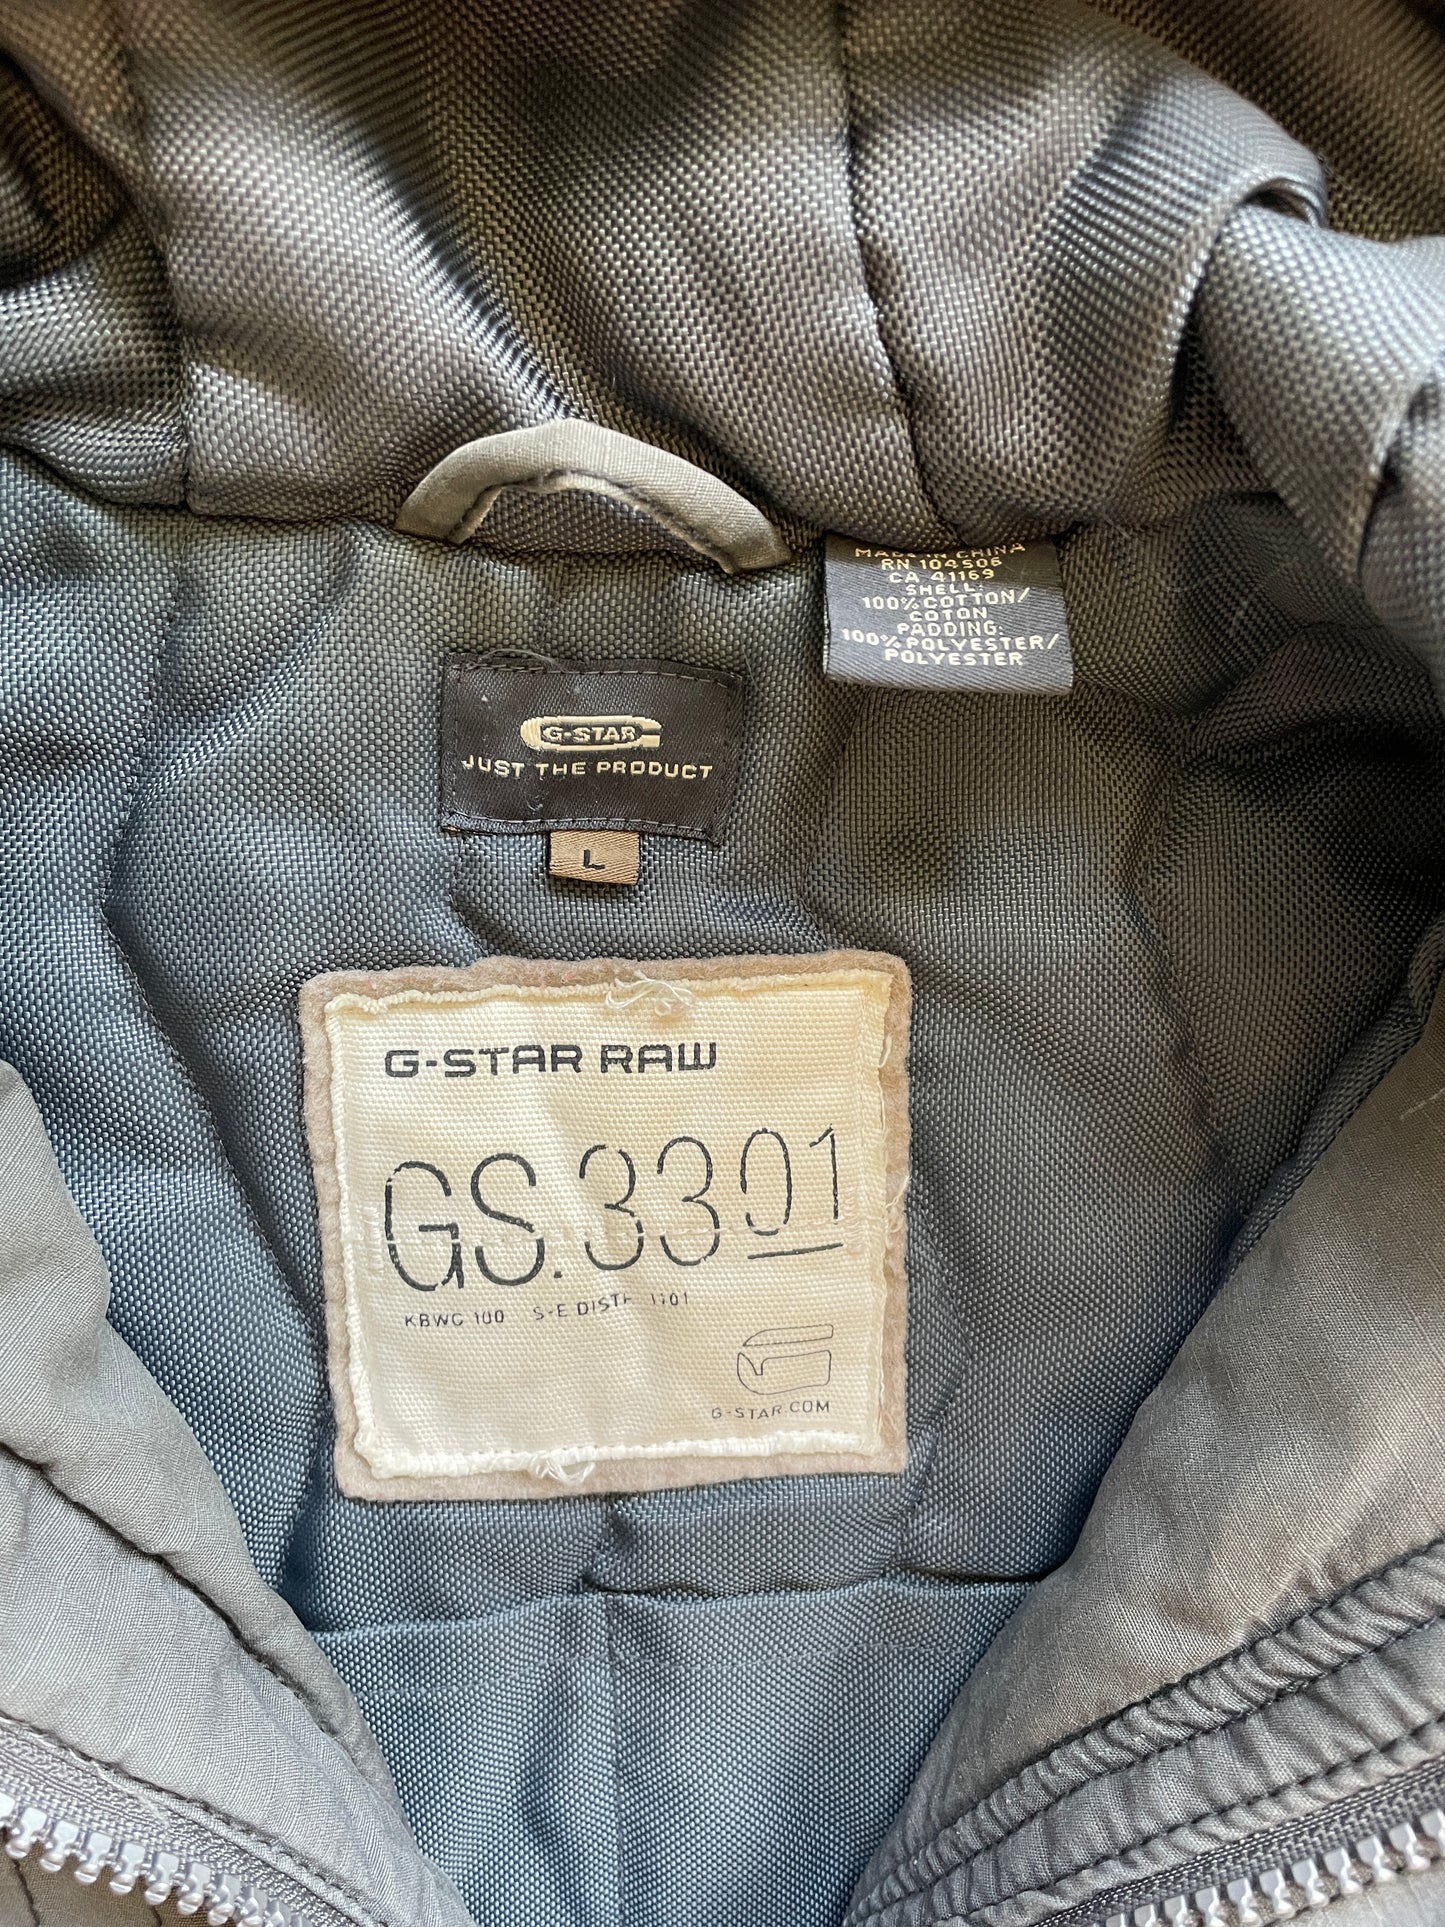 MADE IN CHINA
RN 104506
CA 41169
SHELL:
100% COTTON/
COTON
PADDING:
100% POLYESTER/
POLYESTER
G-STAR
JUST THE PRODUCT
L
G-STAR RAW
GS.3301
KBWC 100 S-E DISTR 1101
G-STAR.COM